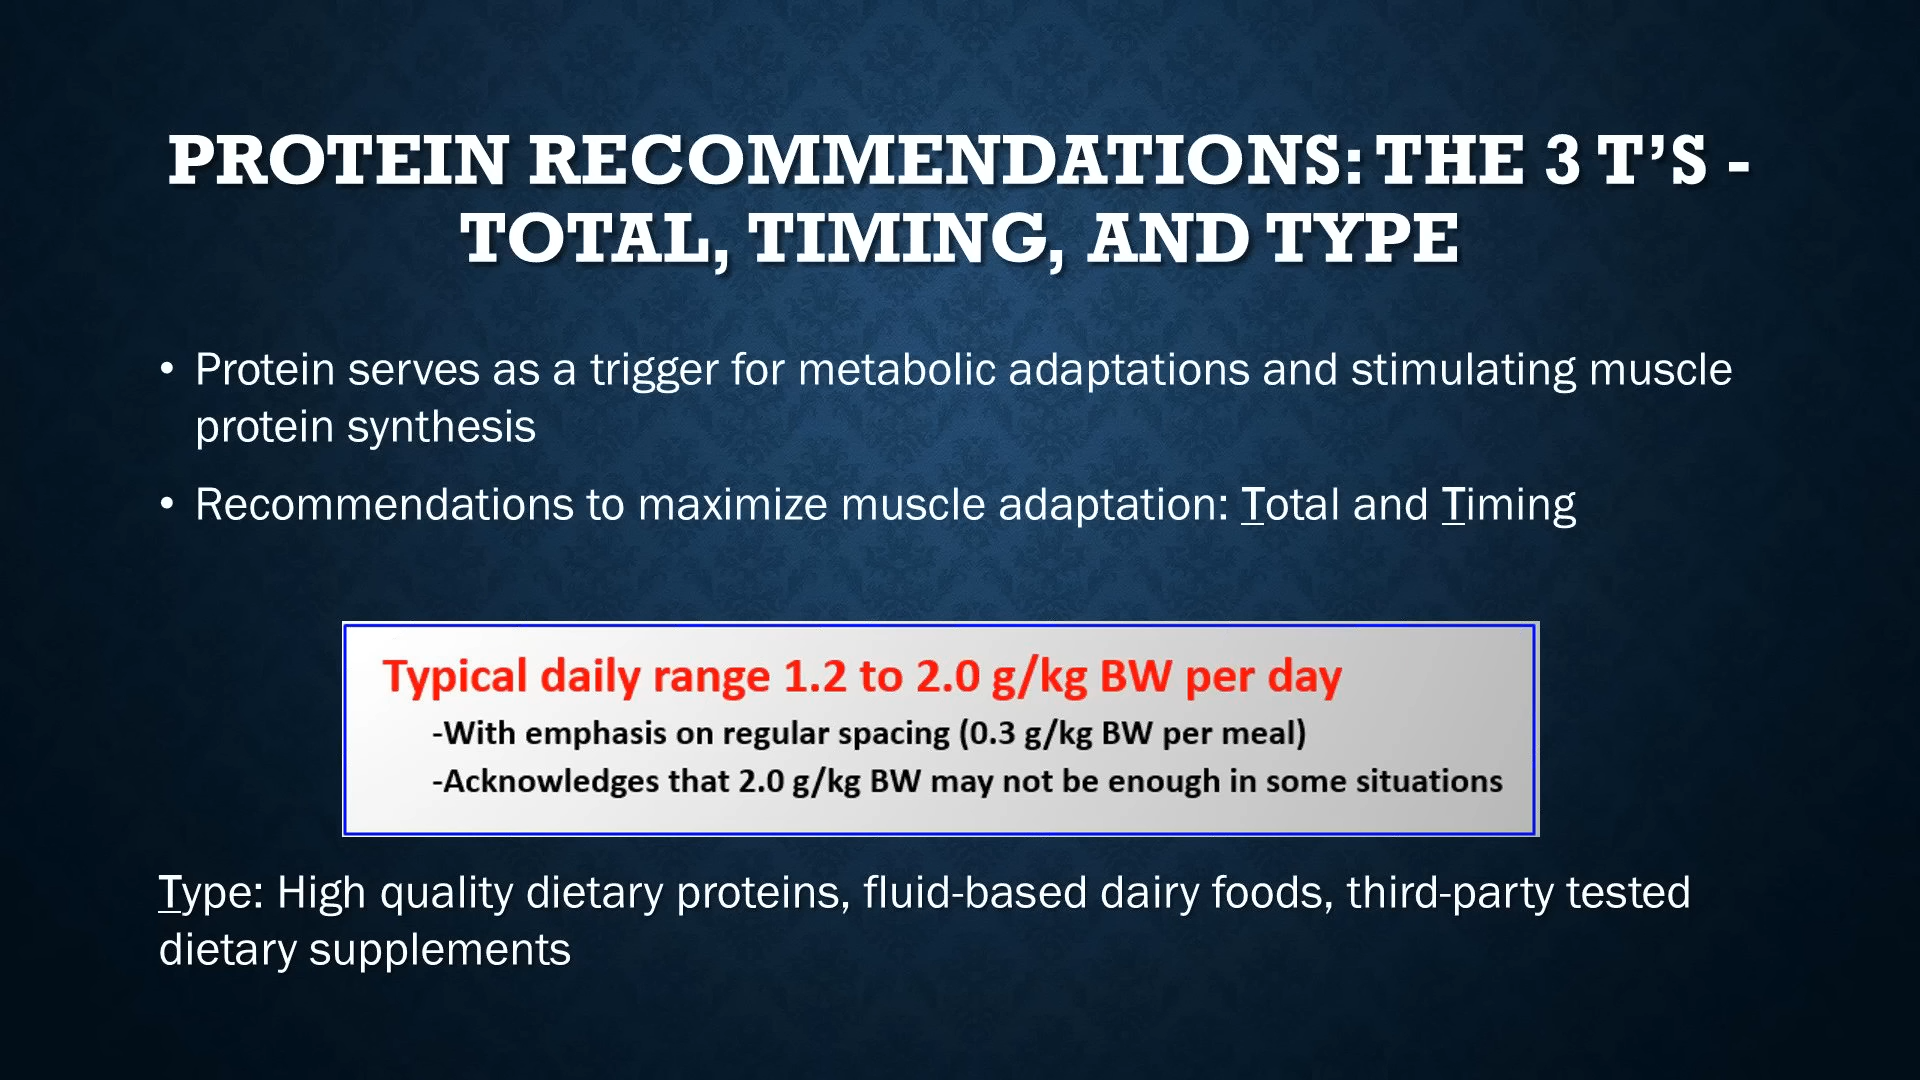 PROTEIN RECOMMENDATIONS: THE 3 T’S -
TOTAL, TIMING, AND TYPE
• Protein serves as a trigger for metabolic adaptations and stimulating muscle
protein synthesis
• Recommendations to maximize muscle adaptation: Total and Timing
Typical daily range 1.2 to 2.0 g/kg BW per day
-With emphasis on regular spacing (0.3 g/kg BW per meal)
-Acknowledges that 2.0 g/kg BW may not be enough in some situations
Type: High quality dietary proteins, fluid-based dairy foods, third-party tested
dietary supplements